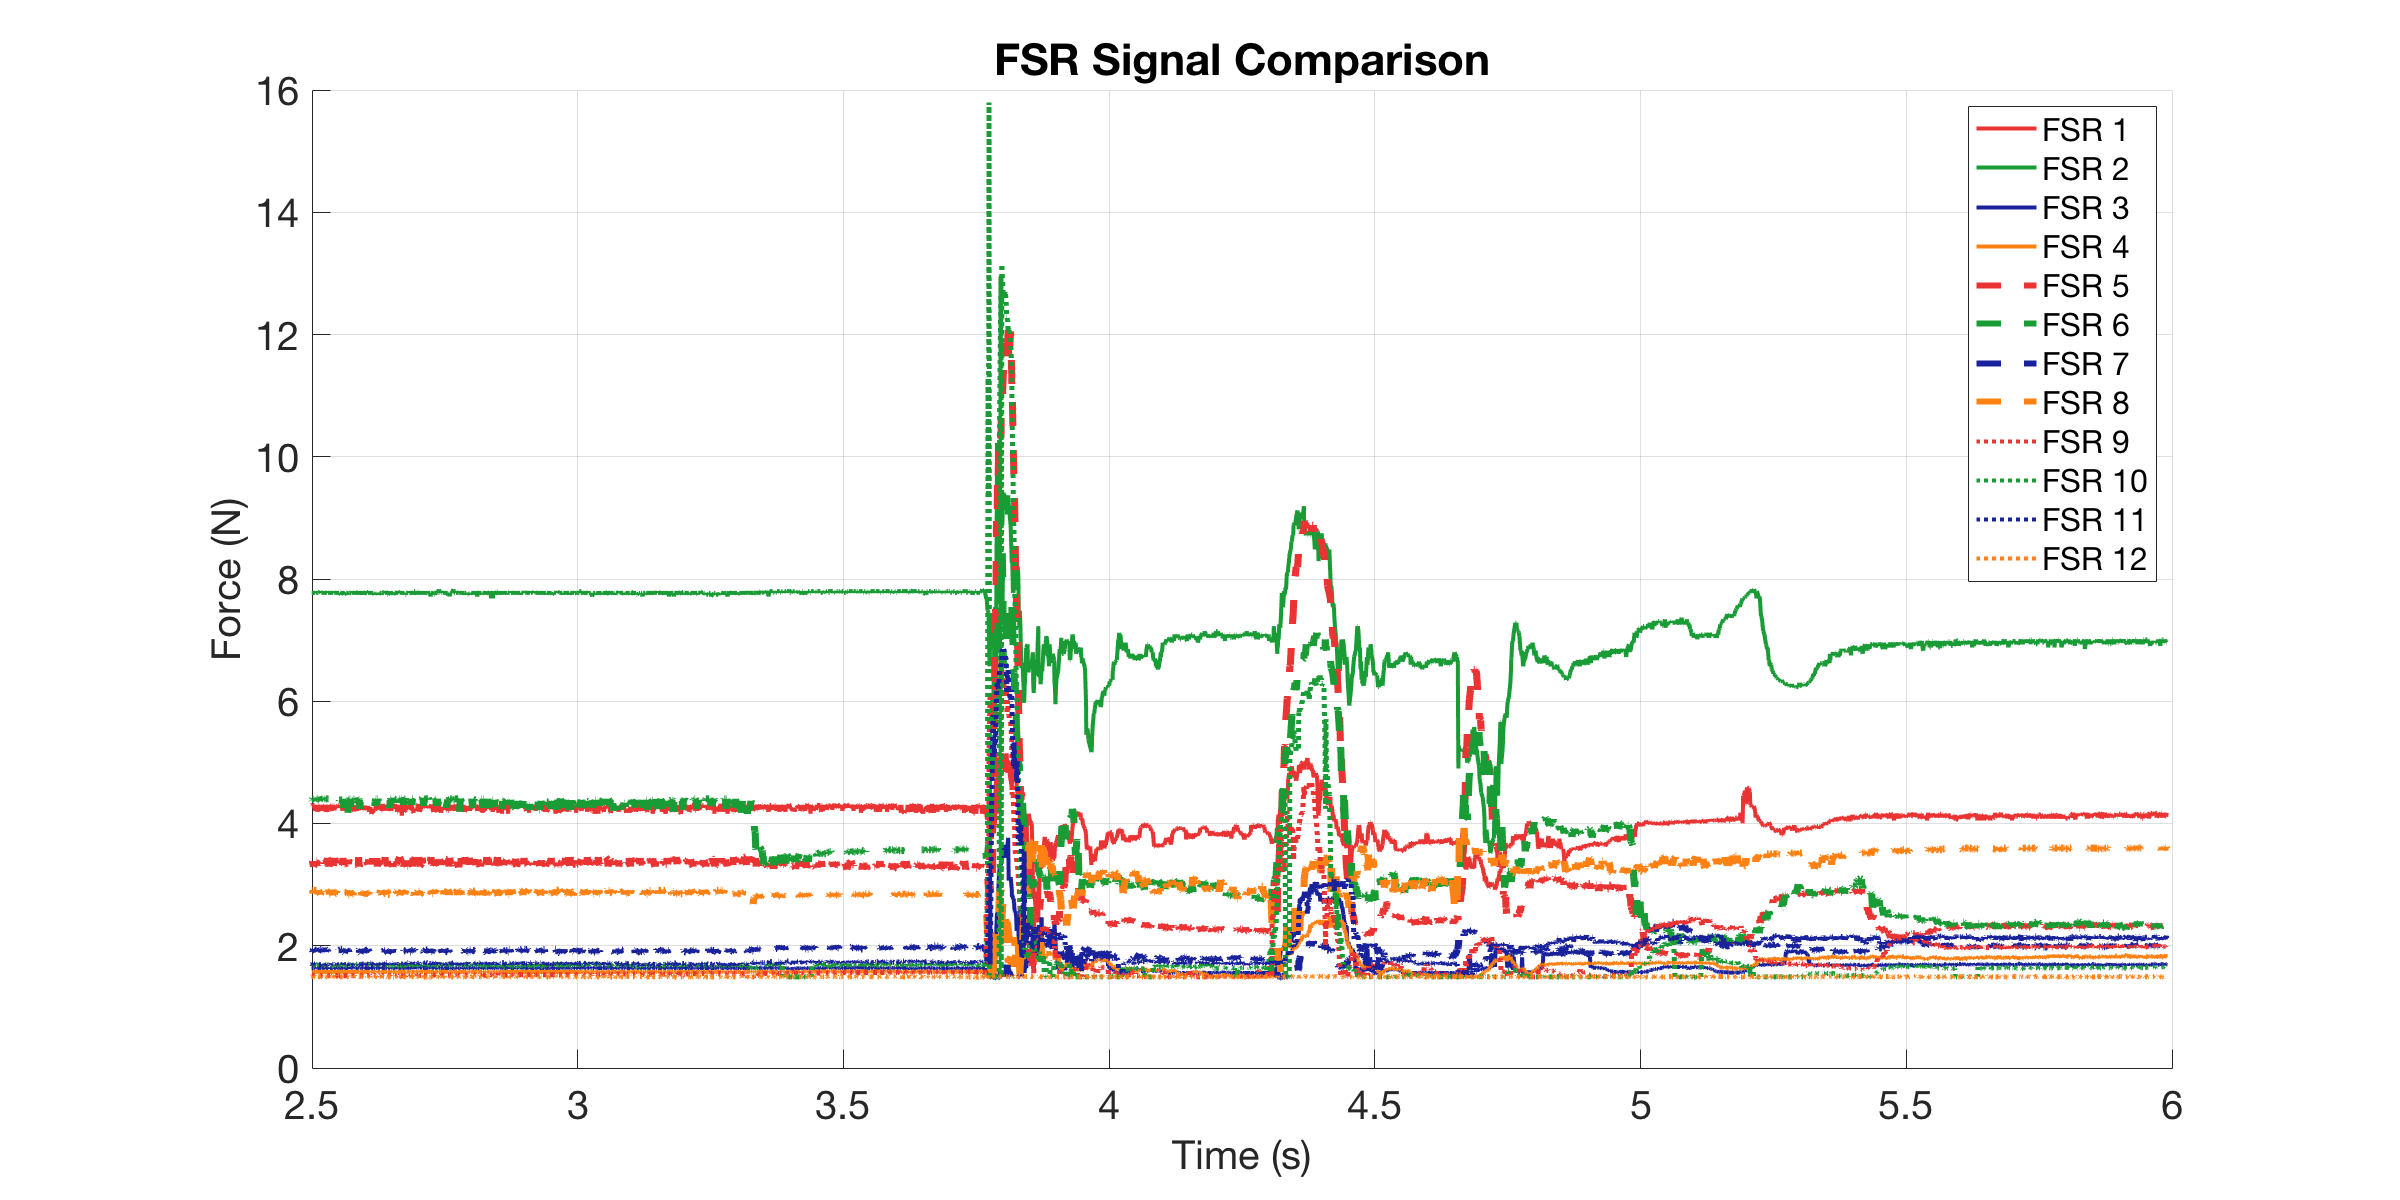 FSR Signal Comparison
16
14
12
10
8
6
4
2
0
Force (N)
2.5 3 3.5 4 4.5 5 5.5 6
Time (s)
FSR 1
FSR 2
FSR 3
FSR 4
FSR 5
FSR 6
FSR 7
FSR 8
FSR 9
FSR 10
FSR 11
FSR 12